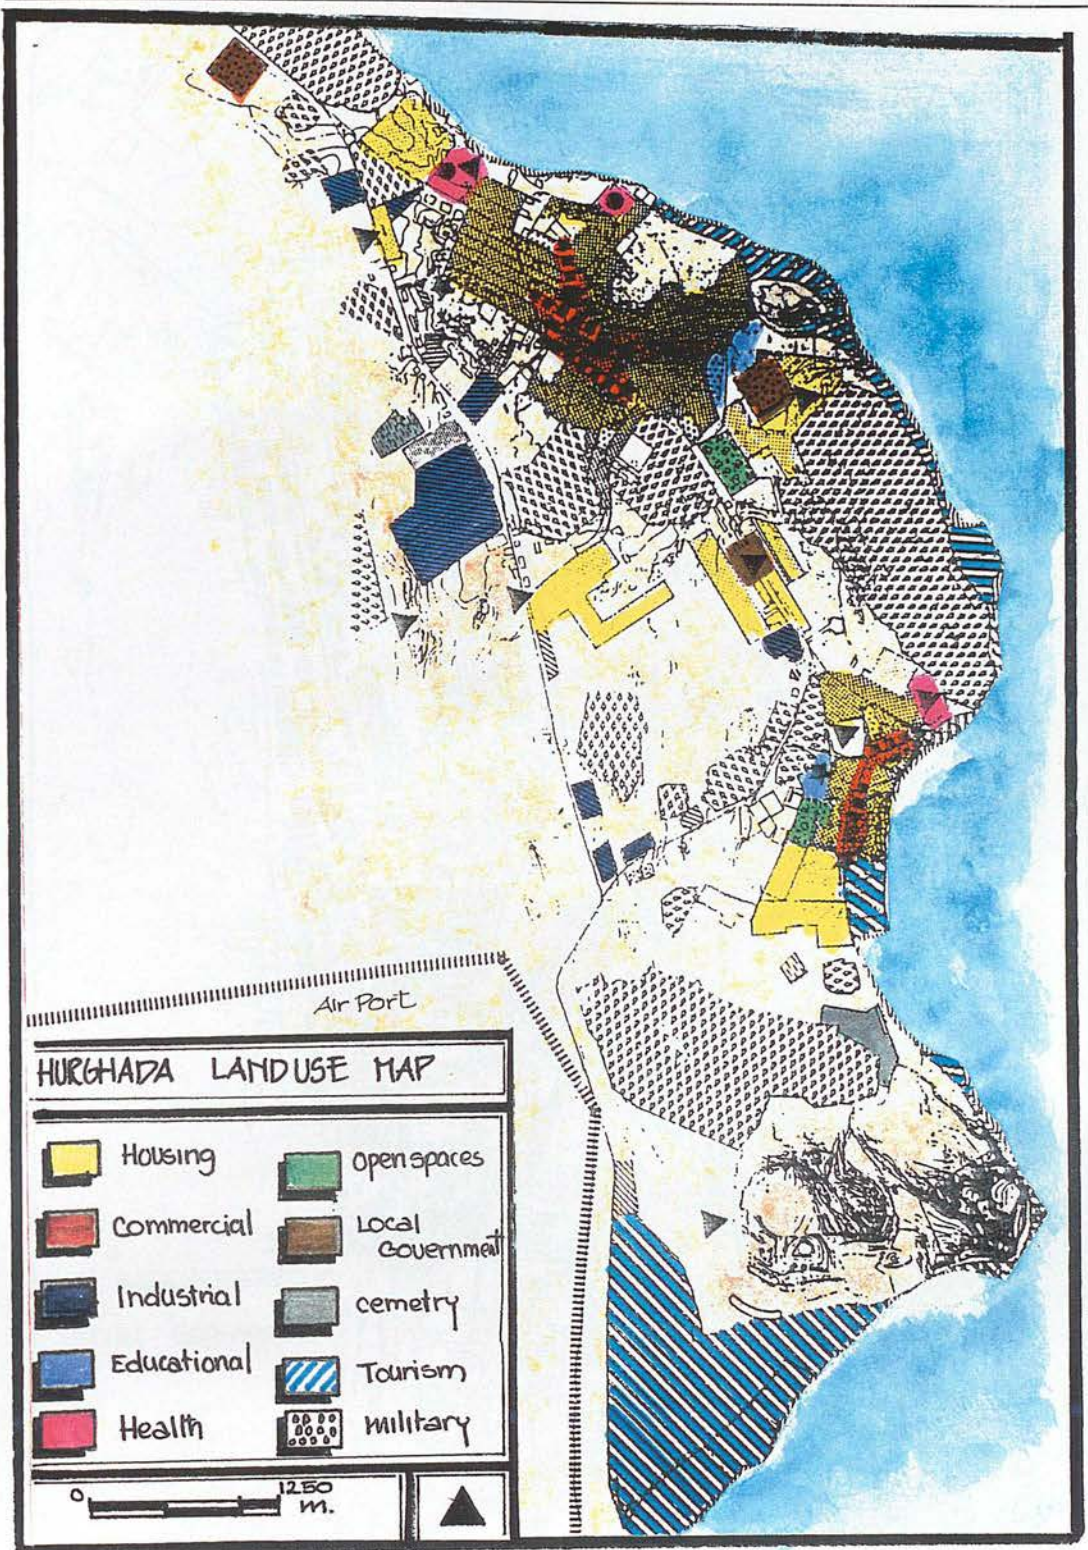 Air Port
HURGHADA LANDUSE MAP
Housing
Commercial
Industrial
Educational
Health
open spaces
Local
Government
cemetry
Tourism
military
0 1250
m.